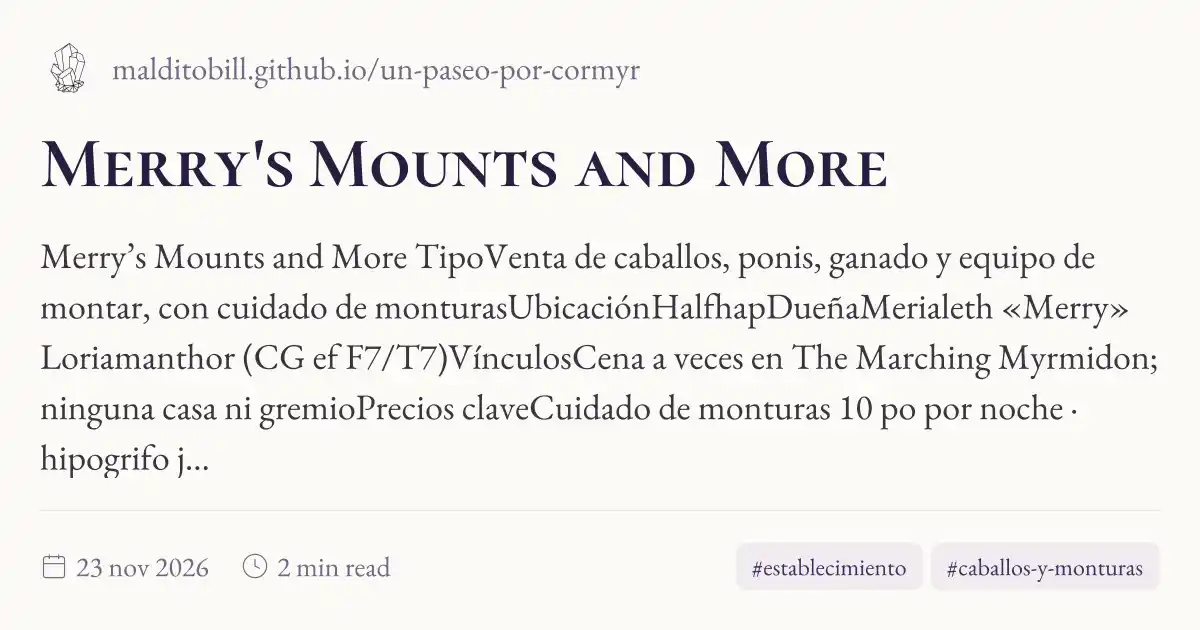 malditobill.github.io/un-paseo-por-cormyr
Merry's Mounts and More
Merry’s Mounts and More TipoVenta de caballos, ponis, ganado y equipo de
montar, con cuidado de monturasUbicaciónHalfhapDueñaMerialeth «Merry»
Loriamanthor (CG ef F7/T7)VínculosCena a veces en The Marching Myrmidon;
ninguna casa ni gremioPrecios claveCuidado de monturas 10 po por noche ·
hipogrifo j...
23 nov 2026
2 min read
#establecimiento
#caballos-y-monturas